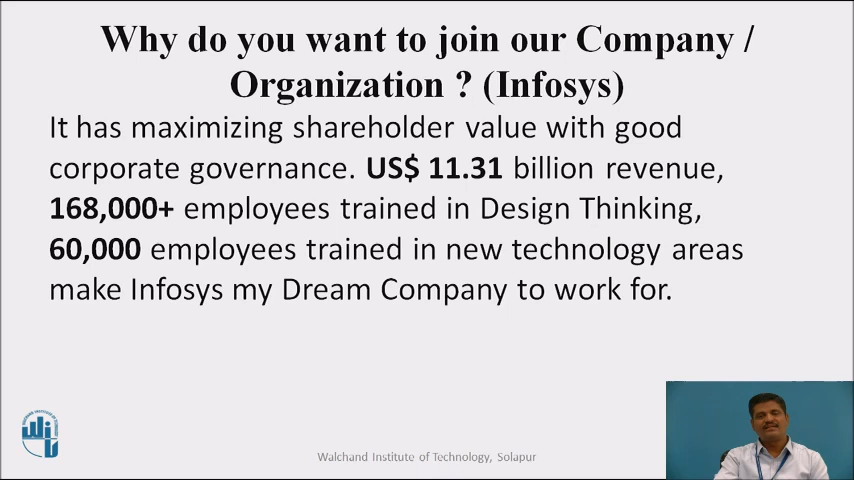 Why do you want to join our Company /
Organization ? (Infosys)
It has maximizing shareholder value with good
corporate governance. US$ 11.31 billion revenue,
168,000+ employees trained in Design Thinking,
60,000 employees trained in new technology areas
make Infosys my Dream Company to work for.
Walchand Institute of Technology, Solapur